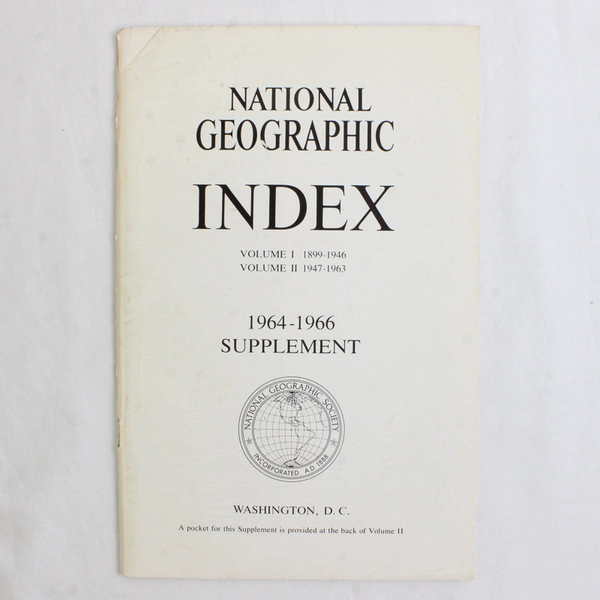 NATIONAL
GEOGRAPHIC
INDEX
VOLUME I 1899-1946
VOLUME II 1947-1963
1964-1966
SUPPLEMENT
NATIONAL GEOGRAPHIC SOCIETY
INCORPORATED A.D. 1888
WASHINGTON, D. C.
A pocket for this Supplement is provided at the back of Volume II